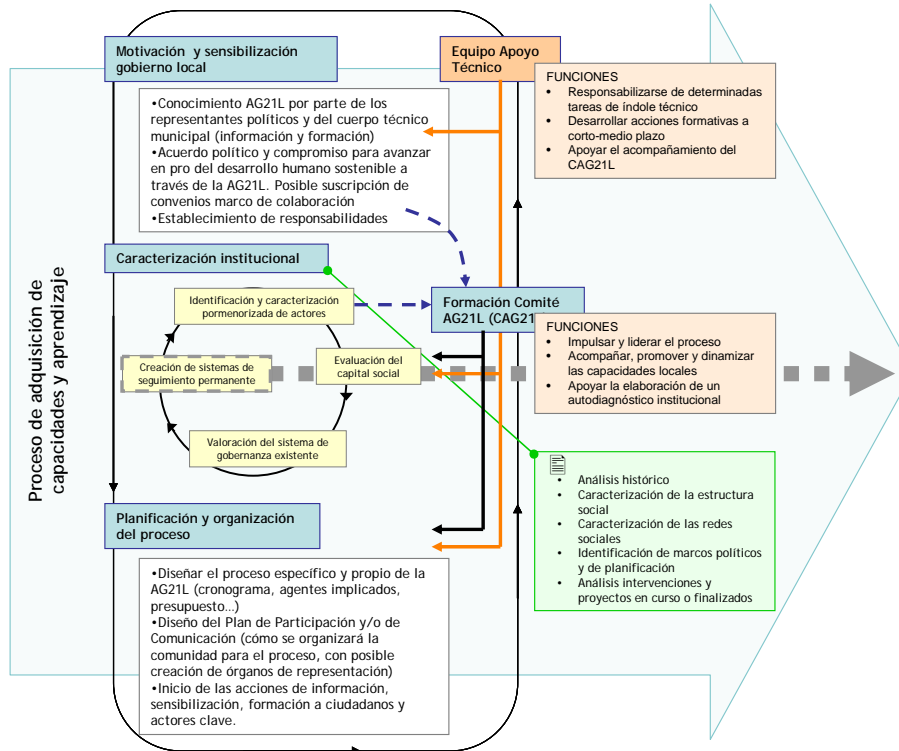 Motivación y sensibilización
gobierno local
Equipo Apoyo
Técnico
FUNCIONES
• Responsabilizarse de determinadas
tareas de índole técnico
• Desarrollar acciones formativas a
corto-medio plazo
• Apoyar el acompañamiento del
CAG21L
•Conocimiento AG21L por parte de los
representantes políticos y del cuerpo técnico
municipal (información y formación)
•Acuerdo político y compromiso para avanzar
en pro del desarrollo humano sostenible a
través de la AG21L. Posible suscripción de
convenios marco de colaboración
•Establecimiento de responsabilidades
Proceso de adquisición de
capacidades y aprendizaje
Caracterización institucional
Identificación y caracterización
pormenorizada de actores
Formación Comité
AG21L (CAG21L)
Creación de sistemas de
seguimiento permanente
Evaluación del
capital social
Valoración del sistema de
gobernanza existente
FUNCIONES
• Impulsar y liderar el proceso
• Acompañar, promover y dinamizar
las capacidades locales
• Apoyar la elaboración de un
autodiagnóstico institucional
• Análisis histórico
• Caracterización de la estructura
social
• Caracterización de las redes
sociales
• Identificación de marcos políticos
y de planificación
• Análisis intervenciones y
proyectos en curso o finalizados
Planificación y organización
del proceso
•Diseñar el proceso específico y propio de la
AG21L (cronograma, agentes implicados,
presupuesto...)
•Diseño del Plan de Participación y/o de
Comunicación (cómo se organizará la
comunidad para el proceso, con posible
creación de órganos de representación)
•Inicio de las acciones de información,
sensibilización, formación a ciudadanos y
actores clave.